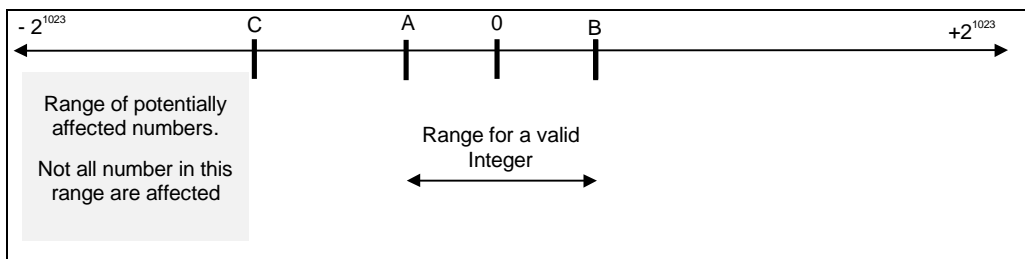 - 2^1023 C A 0 B +2^1023
Range of potentially
affected numbers.
Not all number in this
range are affected
Range for a valid
Integer